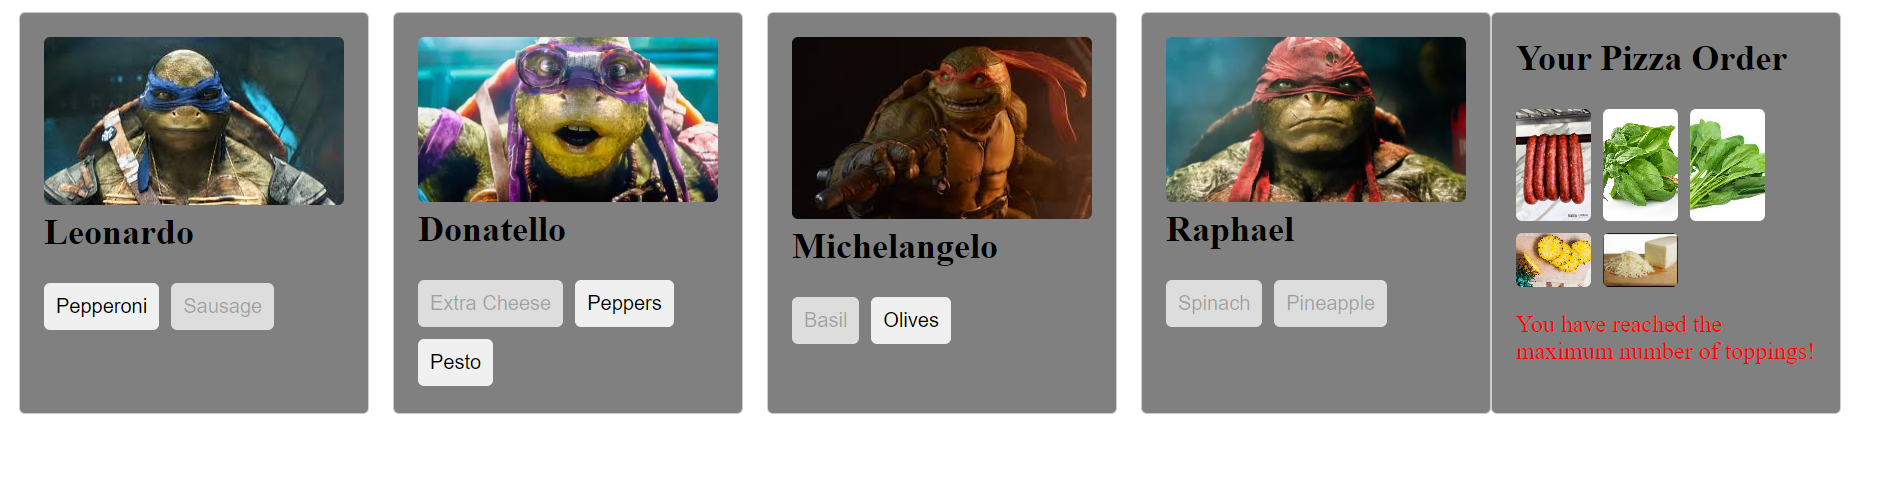 Leonardo
Pepperoni Sausage
Donatello
Extra Cheese Peppers
Pesto
Michelangelo
Basil Olives
Raphael
Spinach Pineapple
Your Pizza Order
You have reached the
maximum number of toppings!